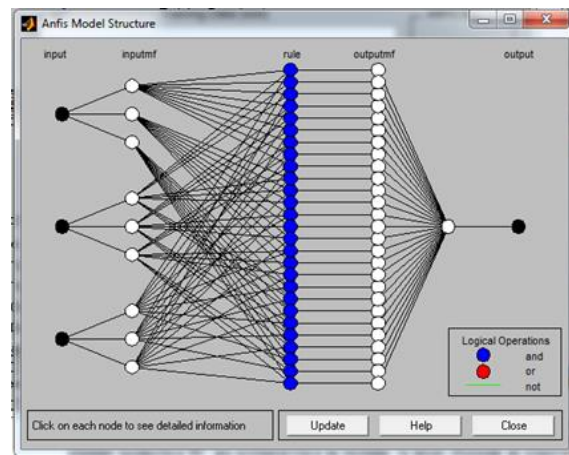 Anfis Model Structure
input inputmf rule outputmf output
Logical Operations
and
or
not
Click on each node to see detailed information
Update Help Close